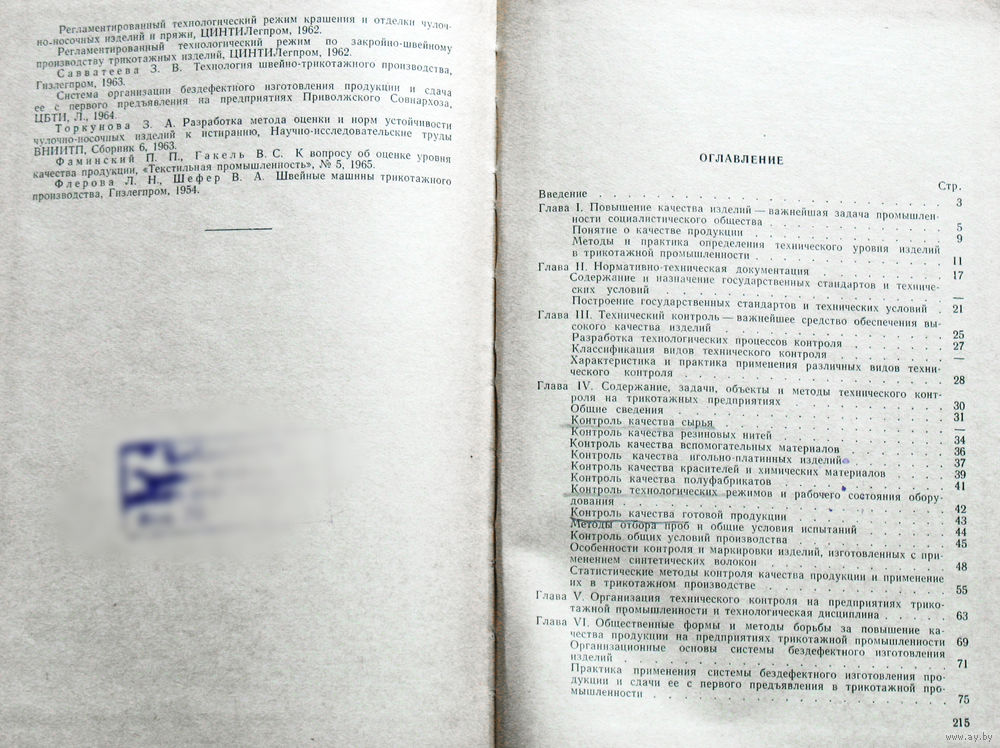 Регламентированный технологический режим крашения и отделки чулоч-
но-носочных изделий и пряжи, ЦИНТИЛегпром, 1962.
Регламентированный технологический режим по закройно-швейному
производству трикотажных изделий, ЦИНТИЛегпром, 1962.
Савватеева З. В. Технология швейно-трикотажного производства,
Гизлегпром, 1963.
Система организации бездефектного изготовления продукции и сдача
ее с первого предъявления на предприятиях Приволжского Совнархоза,
ЦБТИ, Л., 1964.
Торкунова З. А. Разработка метода оценки и норм устойчивости
чулочно-носочных изделий к истиранию, Научно-исследовательские труды
ВНИИТП, Сборник 6, 1963.
Фаминский П. П., Гакель В. С. К вопросу об оценке уровня
качества продукции, «Текстильная промышленность», № 5, 1965.
Флерова Л. Н., Шефер В. А. Швейные машины трикотажного
производства, Гизлегпром, 1954.
ОГЛАВЛЕНИЕ
Стр.
Введение . . . 3
Глава I. Повышение качества изделий — важнейшая задача промышлен-
ности социалистического общества . . . 5
Понятие о качестве продукции . . . 9
Методы и практика определения технического уровня изделий
в трикотажной промышленности . . . 11
Глава II. Нормативно-техническая документация . . . 17
Содержание и назначение государственных стандартов и техниче-
ских условий . . . —
Построение государственных стандартов и технических условий . 21
Глава III. Технический контроль — важнейшее средство обеспечения вы-
сокого качества изделий . . . 25
Разработка технологических процессов контроля . . . 27
Классификация видов технического контроля . . . —
Характеристика и практика применения различных видов техни-
ческого контроля . . . 28
Глава IV. Содержание, задачи, объекты и методы технического конт-
роля на трикотажных предприятиях . . . 30
Общие сведения . . . 31
Контроль качества сырья . . . —
Контроль качества резиновых нитей . . . 34
Контроль качества вспомогательных материалов . . . 36
Контроль качества игольно-платинных изделий . . . 37
Контроль качества красителей и химических материалов . . . 39
Контроль качества полуфабрикатов . . . 41
Контроль технологических режимов и рабочего состояния обору-
дования . . . 42
Контроль качества готовой продукции . . . 43
Методы отбора проб и общие условия испытаний . . . 44
Контроль общих условий производства . . . 45
Особенности контроля и маркировки изделий, изготовленных с при-
менением синтетических волокон . . . 48
Статистические методы контроля качества продукции и применение
их в трикотажном производстве . . . 55
Глава V. Организация технического контроля на предприятиях трико-
тажной промышленности и технологическая дисциплина . . . 63
Глава VI. Общественные формы и методы борьбы за повышение ка-
чества продукции на предприятиях трикотажной промышленности 69
Организационные основы системы бездефектного изготовления
изделий . . . 71
Практика применения системы бездефектного изготовления про-
дукции и сдачи ее с первого предъявления в трикотажной про-
мышленности . . . 75
215
www.ay.by